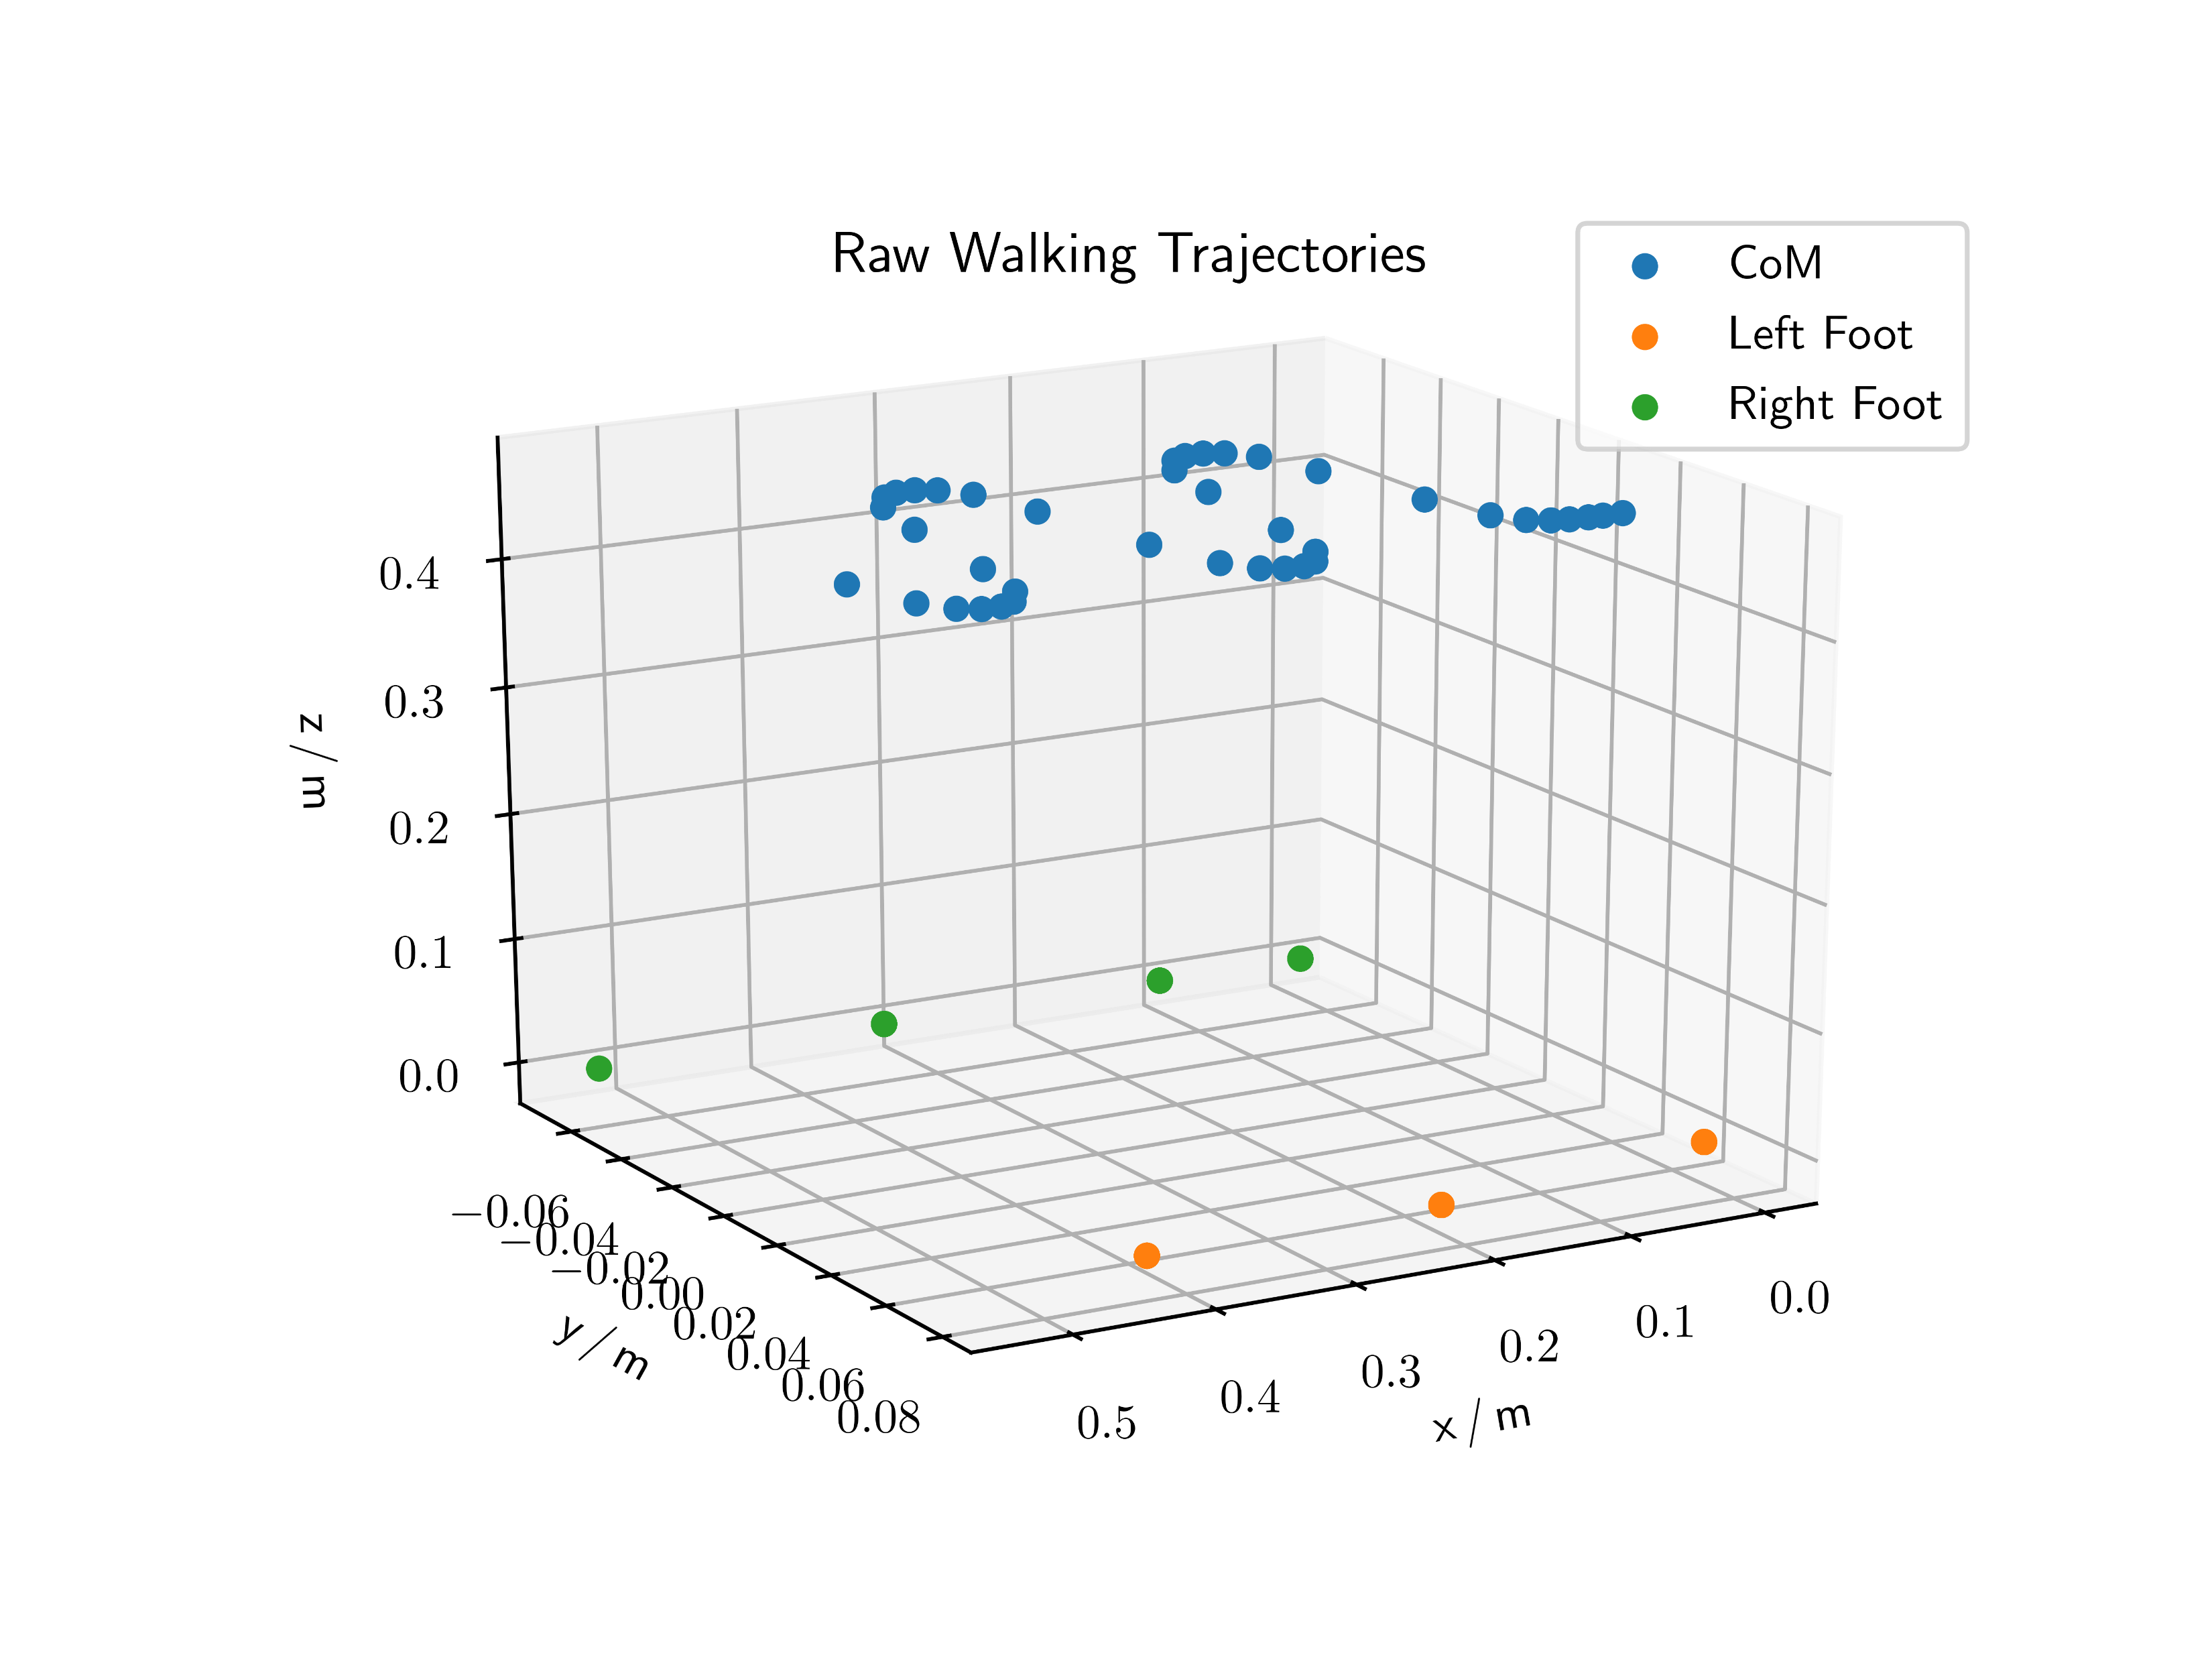 Raw Walking Trajectories
CoM
Left Foot
Right Foot
0.4
0.3
0.2
0.1
0.0
z / m
−0.06
−0.04
−0.02
0.00
0.02
0.04
0.06
0.08
y / m
0.5
0.4
0.3
0.2
0.1
0.0
x / m